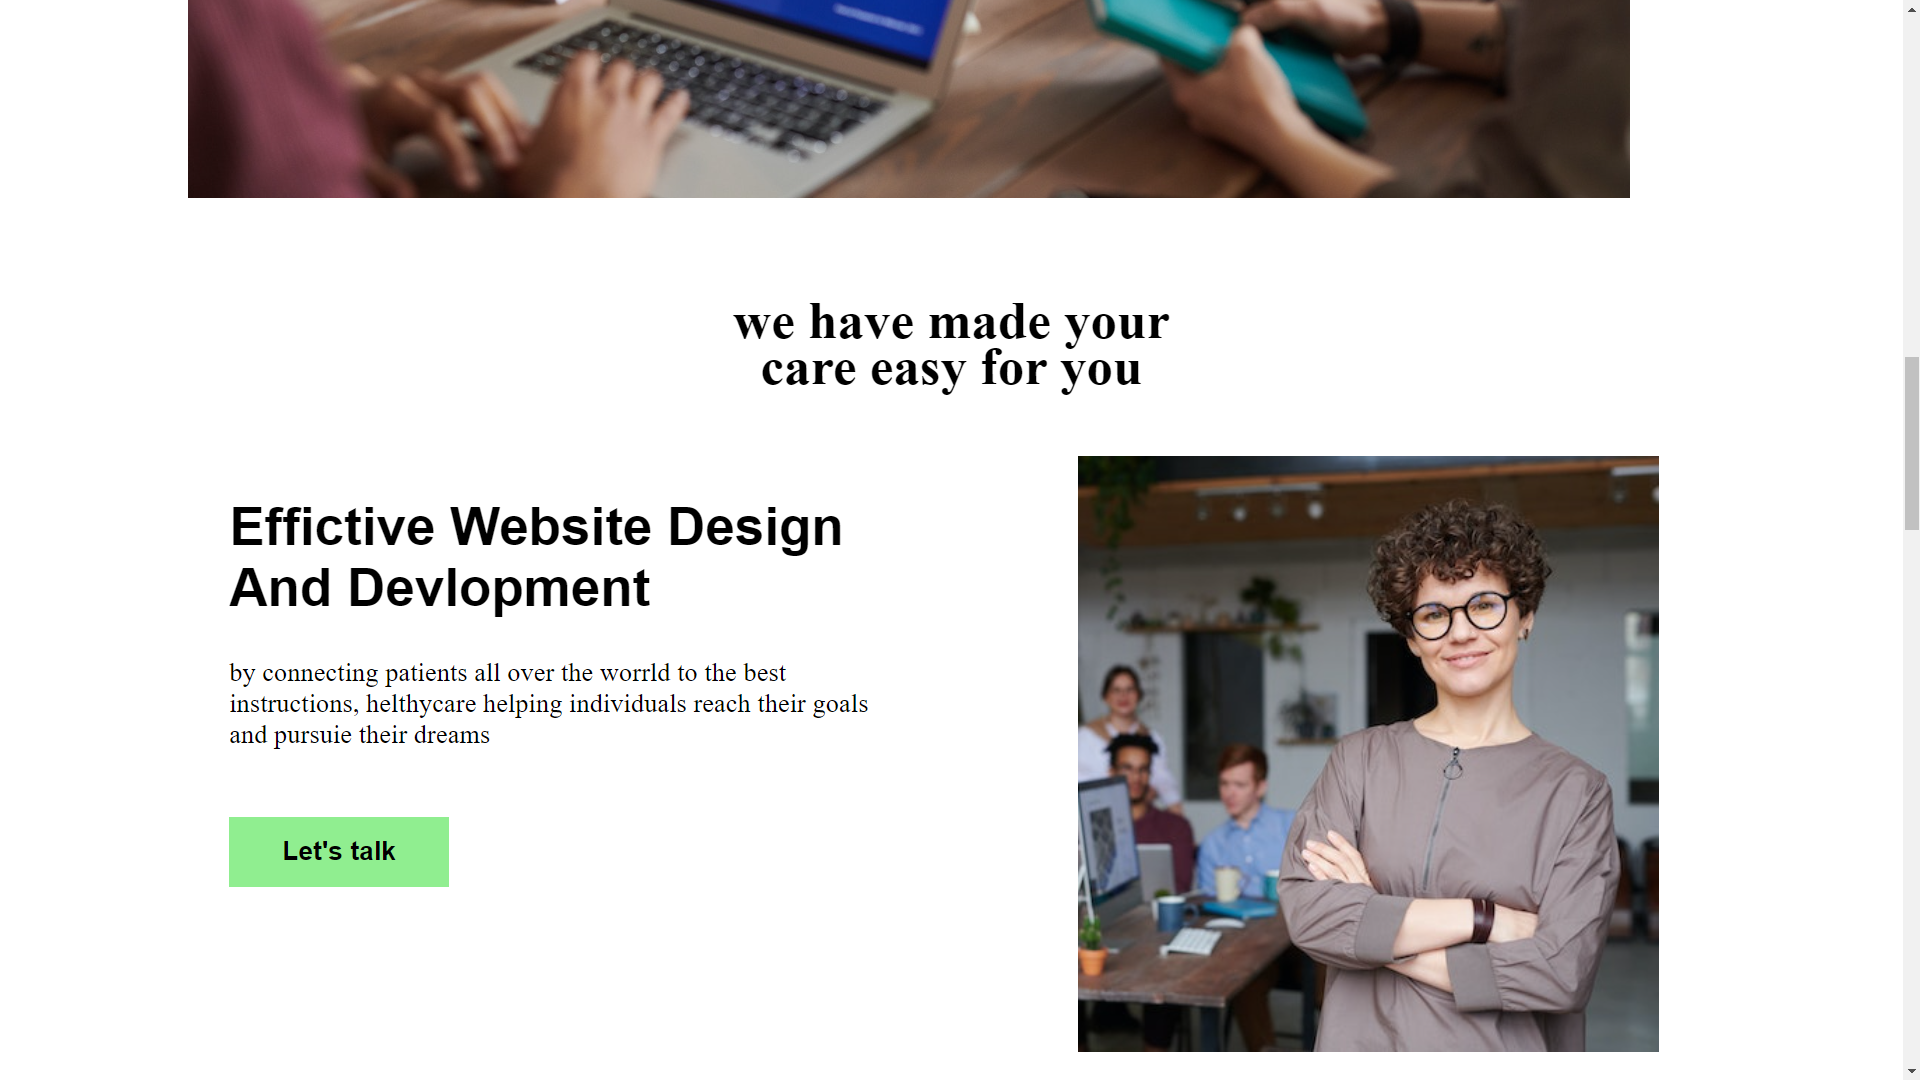 we have made your
care easy for you
Effictive Website Design
And Devlopment
by connecting patients all over the worrld to the best
instructions, helthycare helping individuals reach their goals
and pursuie their dreams
Let's talk